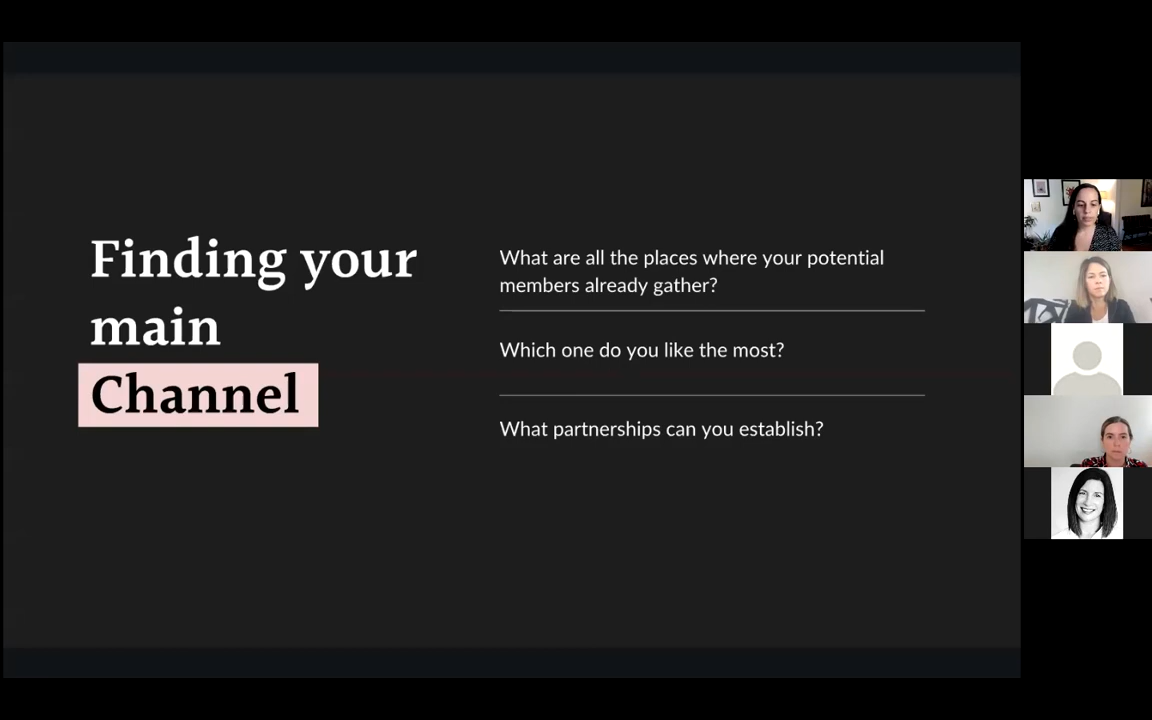 Finding your
main
Channel
What are all the places where your potential
members already gather?
Which one do you like the most?
What partnerships can you establish?